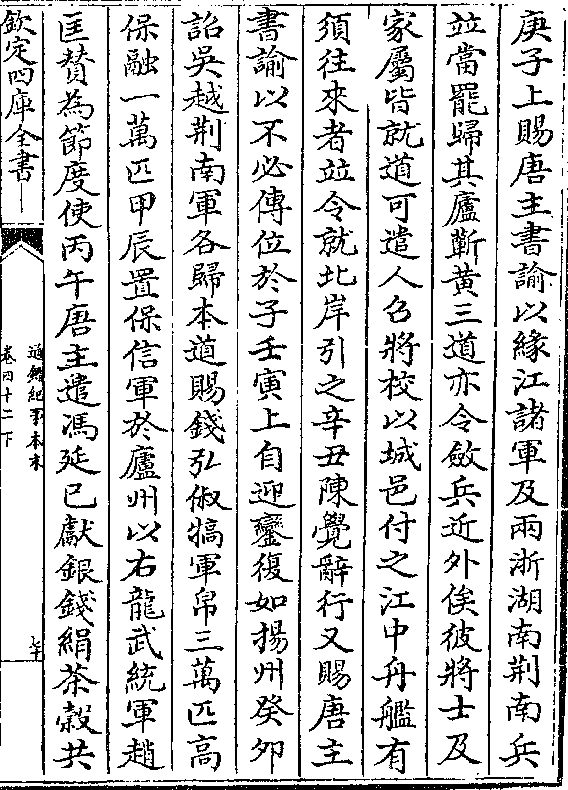 庚子上賜唐主書諭以緣江諸軍及兩浙湖南荆南兵
竝當罷歸其廬蘄黄三道亦令斂兵近外俟彼將士及
家屬皆就道可遣人召將校以城邑付之江中舟艦有
須往來者竝令就北岸引之辛丑陳覺辭行又賜唐主
書諭以不必傳位於子壬寅上自迎鑾復如揚州癸卯
詔吳越荆南軍各歸本道賜錢弘俶犒軍帛三萬匹高
保融一萬匹甲辰置保信軍於廬州以右龍武統軍趙
匡贊為節度使丙午唐主遣馮延巳獻銀錢絹茶穀共
欽定四庫全書
通鑑紀事本末
卷四十二下
七十